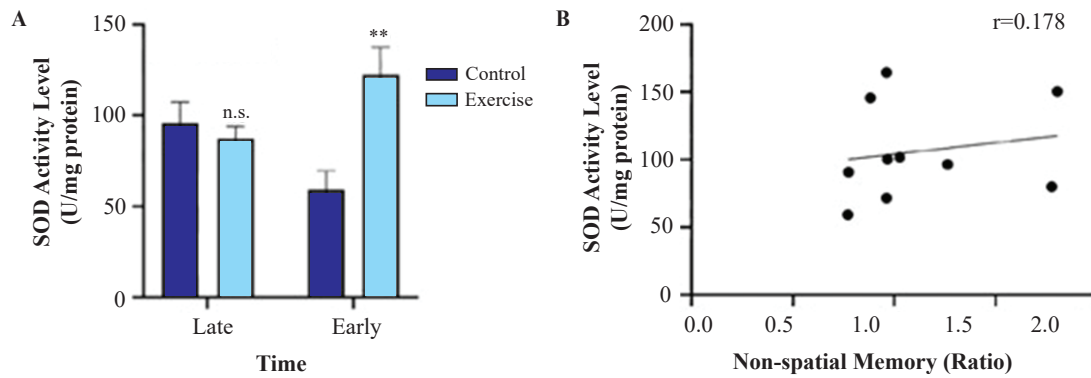 A
SOD Activity Level
(U/mg protein)
150
100
50
0
n.s.
**
Control
Exercise
Late
Early
Time
B
r=0.178
SOD Activity Level
(U/mg protein)
200
150
100
50
0
0.0
0.5
1.0
1.5
2.0
Non-spatial Memory (Ratio)